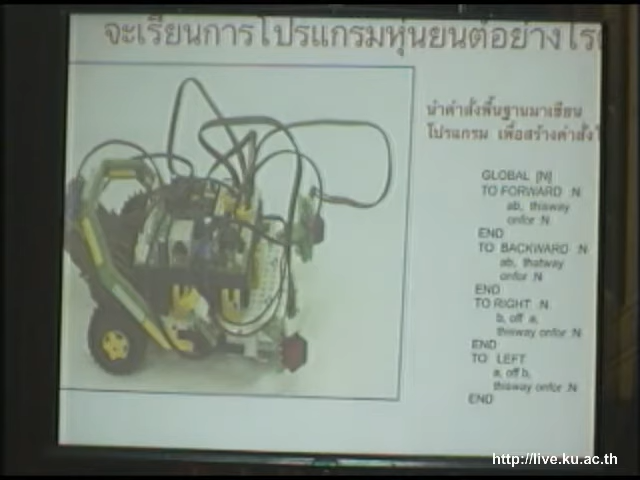 จะเรียนการโปรแกรมหุ่นยนต์อย่างไร
นำคำสั่งพื้นฐานมาเขียน
โปรแกรม เพื่อสร้างคำสั่ง
GLOBAL [N]
TO FORWARD :N
ab, thisway
onfor :N
END
TO BACKWARD :N
ab, thatway
onfor :N
END
TO RIGHT :N
b, off a,
thisway onfor :N
END
TO LEFT
a, off b,
thisway onfor :N
END
http://live.ku.ac.th